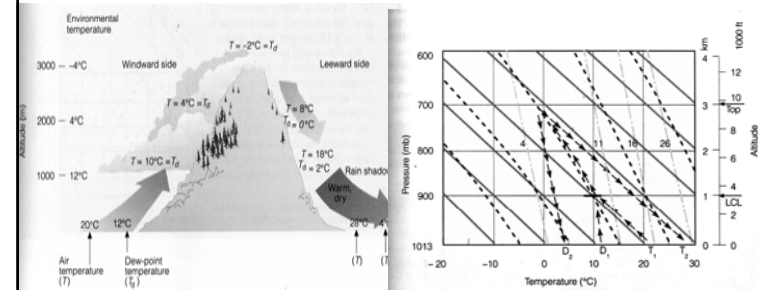 Environmental
temperature
3000 — -4°C
2000 — 4°C
1000 — 12°C
Altitude (m)
Windward side
Leeward side
T = -2°C = Td
T = 4°C = Td
T = 10°C = Td
T = 8°C
Td = 0°C
T = 18°C
Td = 2°C
Rain shadow
Warm,
dry
20°C
12°C
28°C
4°
Air
temperature
(T)
Dew-point
temperature
(Td)
(T)
(T
Pressure (mb)
600
700
800
900
1013
4
11
16
26
D2
D1
T1
T2
-20
-10
0
10
20
30
Temperature (°C)
km
1000 ft
4
12
10
3
Top
8
2
6
4
1
LCL
2
0
0
Altitude